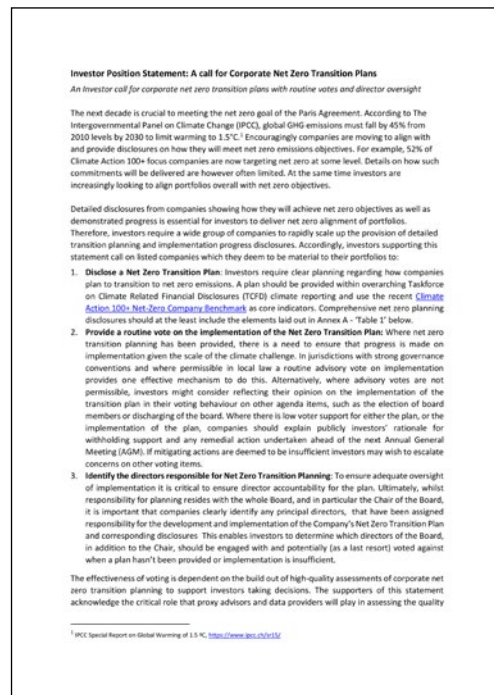 Investor Position Statement: A call for Corporate Net Zero Transition Plans
An Investor call for corporate net zero transition plans with routine votes and director oversight
The next decade is crucial to meeting the net zero goal of the Paris Agreement. According to The
Intergovernmental Panel on Climate Change (IPCC), global GHG emissions must fall by 45% from
2010 levels by 2030 to limit warming to 1.5°C.¹ Encouragingly companies are moving to align with
and provide disclosures on how they will meet net zero emissions objectives. For example, 52% of
Climate Action 100+ focus companies are now targeting net zero at some level. Details on how such
commitments will be delivered are however often limited. At the same time investors are
increasingly looking to align portfolios overall with net zero objectives.
Detailed disclosures from companies showing how they will achieve net zero objectives as well as
demonstrated progress is essential for investors to deliver net zero alignment of portfolios.
Therefore, investors require a wide group of companies to rapidly scale up the provision of detailed
transition planning and implementation progress disclosures. Accordingly, investors supporting this
statement call on listed companies which they deem to be material to their portfolios to:
1. Disclose a Net Zero Transition Plan: Investors require clear planning regarding how companies
plan to transition to net zero emissions. A plan should be provided within overarching Taskforce
on Climate Related Financial Disclosures (TCFD) climate reporting and use the recent Climate
Action 100+ Net-Zero Company Benchmark as core indicators. Comprehensive net zero planning
disclosures should at the least include the elements laid out in Annex A - 'Table 1' below.
2. Provide a routine vote on the implementation of the Net Zero Transition Plan: Where net zero
transition planning has been provided, there is a need to ensure that progress is made on
implementation given the scale of the climate challenge. In jurisdictions with strong governance
conventions and where permissible in local law a routine advisory vote on implementation
provides one effective mechanism to do this. Alternatively, where advisory votes are not
possible, investors might consider reflecting their opinion on the implementation of the
transition plan in their voting behaviour on other agenda items, such as the election of board
members or discharging of the board. Where there is low voter support for either the plan, or the
implementation of the plan, companies should explain publicly investors' rationale for
withholding support and any remedial action undertaken ahead of the next Annual General
Meeting (AGM). If mitigating actions are deemed to be insufficient investors may wish to escalate
concerns on other voting items.
3. Identify the directors responsible for Net Zero Transition Planning: To ensure adequate oversight
of implementation it is critical to ensure director accountability for the plan. Ultimately, whilst
responsibility for planning resides with the whole Board, and in particular the Chair of the Board,
it is important that companies clearly identify any principal directors, that have been assigned
responsibility for the development and implementation of the Company's Net Zero Transition Plan
and corresponding disclosures This enables investors to determine which directors of the Board,
in addition to the Chair, should be engaged with and potentially (as a last resort) voted against
when a plan hasn't been provided or implementation is insufficient.
The effectiveness of voting is dependent on the build out of high-quality assessments of corporate net
zero transition planning to support investors taking decisions. The supporters of this statement
acknowledge the critical role that proxy advisors and data providers will play in assessing the quality
¹ IPCC Special Report on Global Warming of 1.5 ºC, https://www.ipcc.ch/sr15/